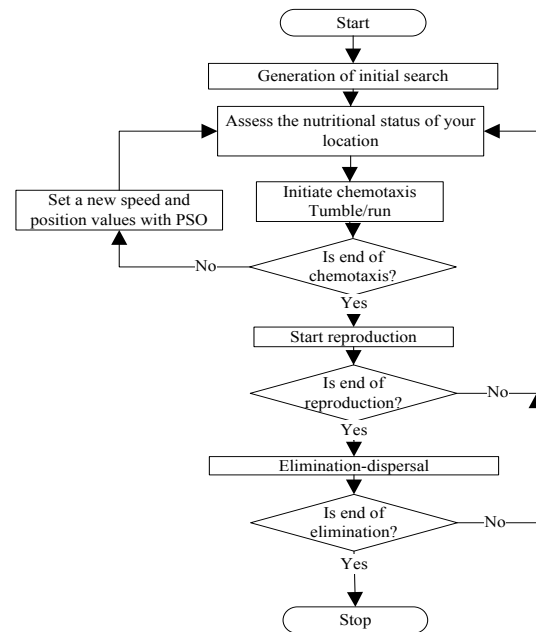 Start
Generation of initial search
Assess the nutritional status of your
location
Set a new speed and
position values with PSO
Initiate chemotaxis
Tumble/run
Is end of
chemotaxis?
No
Yes
Start reproduction
Is end of
reproduction?
No
Yes
Elimination-dispersal
Is end of
elimination?
No
Yes
Stop